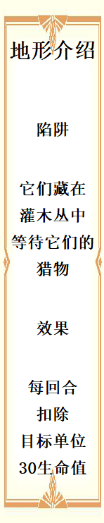 地形介绍
陷阱
它们藏在
灌木丛中
等待它们的
猎物
效果
每回合
扣除
目标单位
30生命值